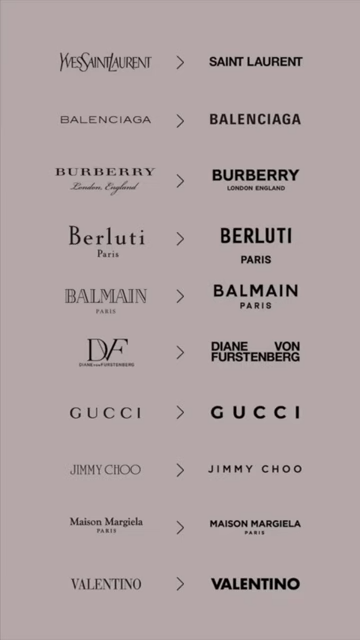 YVESSAINTLAURENT > SAINT LAURENT
BALENCIAGA > BALENCIAGA
BURBERRY > BURBERRY
London, England LONDON ENGLAND
Berluti > BERLUTI
Paris PARIS
BALMAIN > BALMAIN
PARIS PARIS
DVF > DIANE VON
DIANE VON FURSTENBERG FURSTENBERG
GUCCI > GUCCI
JIMMY CHOO > JIMMY CHOO
Maison Margiela > MAISON MARGIELA
PARIS PARIS
VALENTINO > VALENTINO